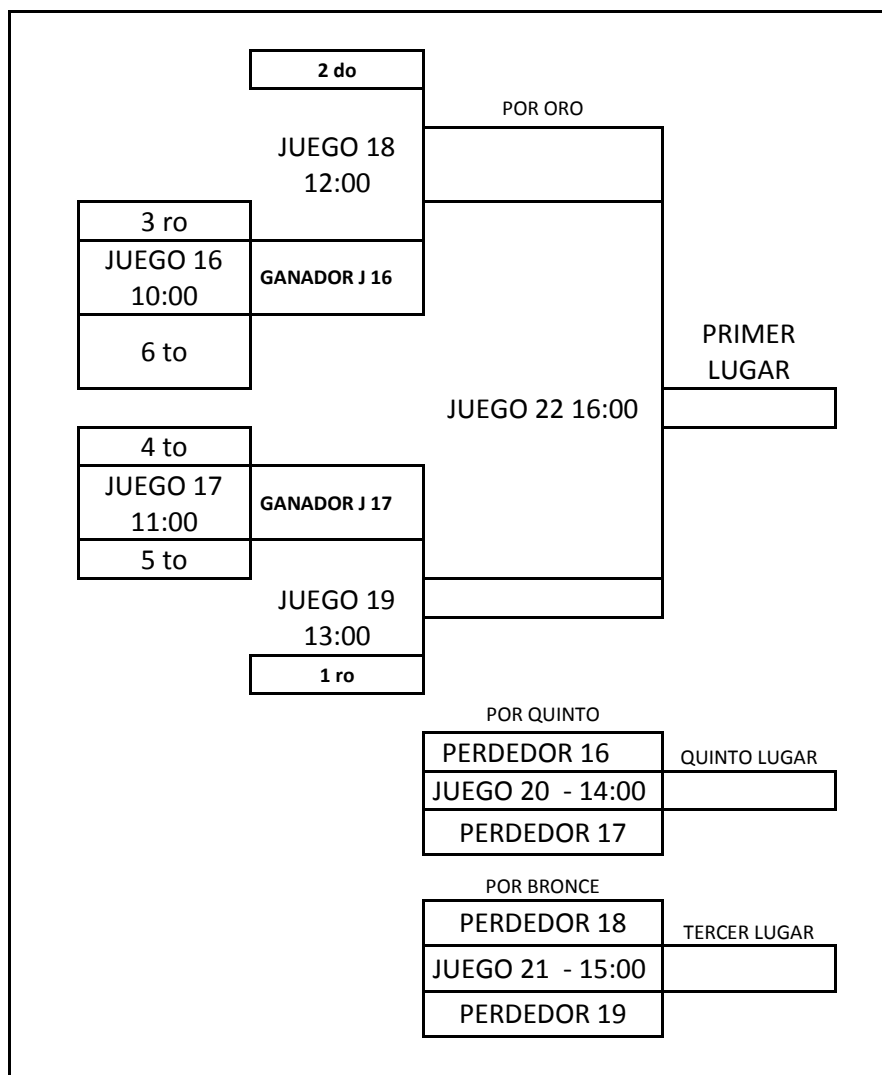 2 do
POR ORO
JUEGO 18
12:00
3 ro
JUEGO 16
10:00
GANADOR J 16
6 to
PRIMER
LUGAR
JUEGO 22 16:00
4 to
JUEGO 17
11:00
GANADOR J 17
5 to
JUEGO 19
13:00
1 ro
POR QUINTO
PERDEDOR 16
QUINTO LUGAR
JUEGO 20 - 14:00
PERDEDOR 17
POR BRONCE
PERDEDOR 18
TERCER LUGAR
JUEGO 21 - 15:00
PERDEDOR 19